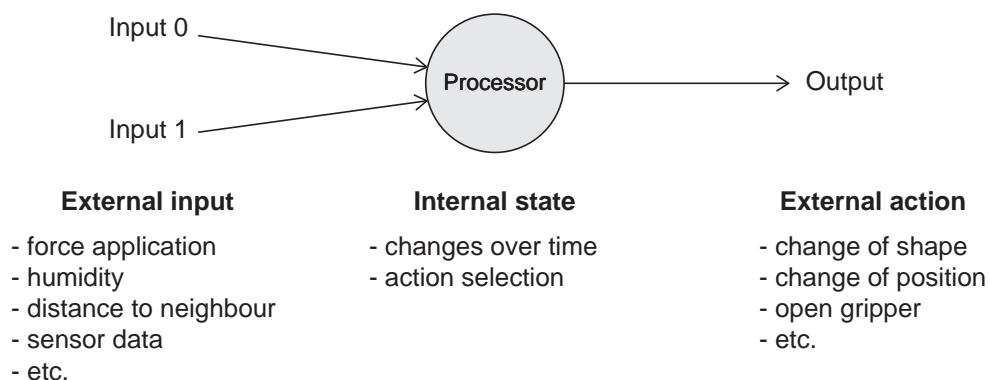 Input 0
Processor
Output
Input 1
External input
- force application
- humidity
- distance to neighbour
- sensor data
- etc.
Internal state
- changes over time
- action selection
External action
- change of shape
- change of position
- open gripper
- etc.